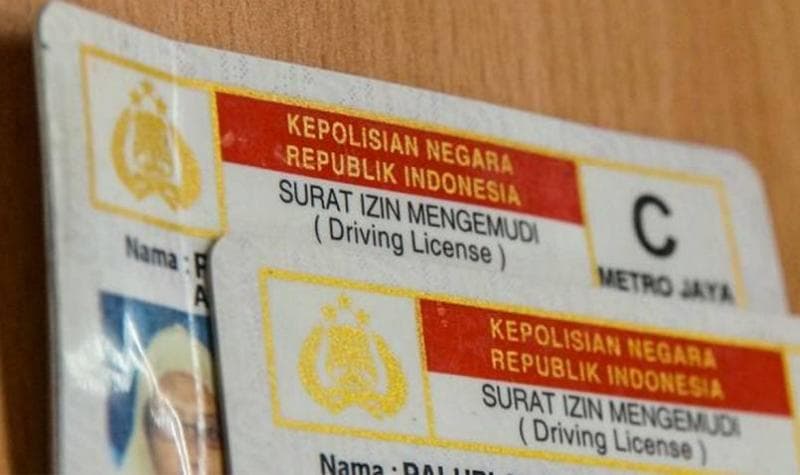 KEPOLISIAN NEGARA
REPUBLIK INDONESIA
SURAT IZIN MENGEMUDI
( Driving License )
C
METRO JAYA
Nama :
KEPOLISIAN NEGARA
REPUBLIK INDONESIA
SURAT IZIN MENGEMUDI
( Driving License )
Nama :